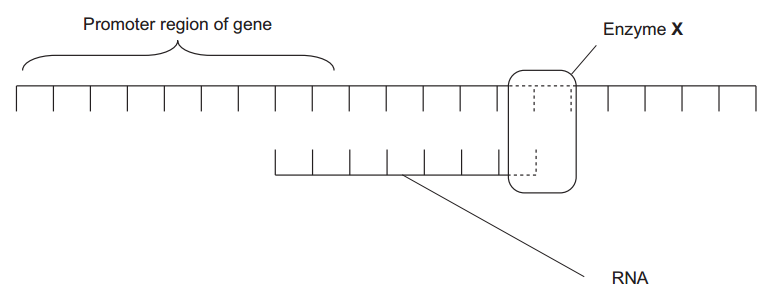 Promoter region of gene
Enzyme X
RNA